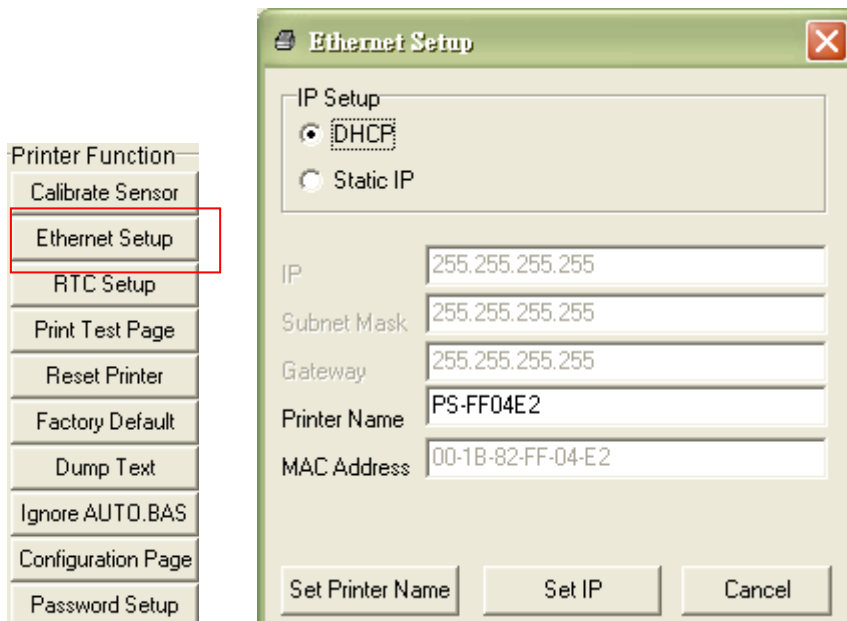 Printer Function
Calibrate Sensor
Ethernet Setup
RTC Setup
Print Test Page
Reset Printer
Factory Default
Dump Text
Ignore AUTO.BAS
Configuration Page
Password Setup
Ethernet Setup
IP Setup
DHCP
Static IP
IP 255.255.255.255
Subnet Mask 255.255.255.255
Gateway 255.255.255.255
Printer Name PS-FF04E2
MAC Address 00-1B-82-FF-04-E2
Set Printer Name Set IP Cancel